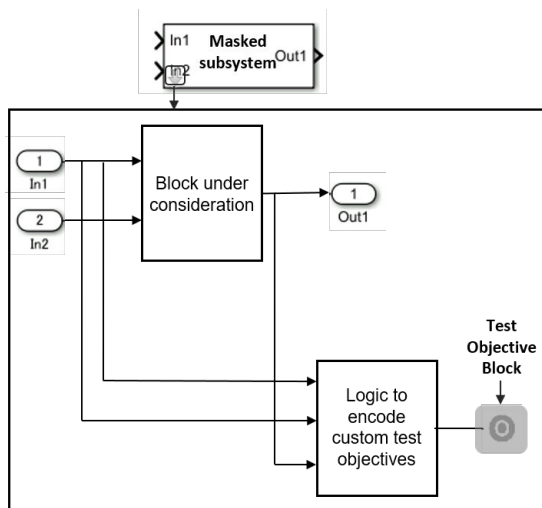 In1
Masked
subsystem
Out1
In2
1
In1
Block under
consideration
1
Out1
2
In2
Test
Objective
Block
Logic to
encode
custom test
objectives
O